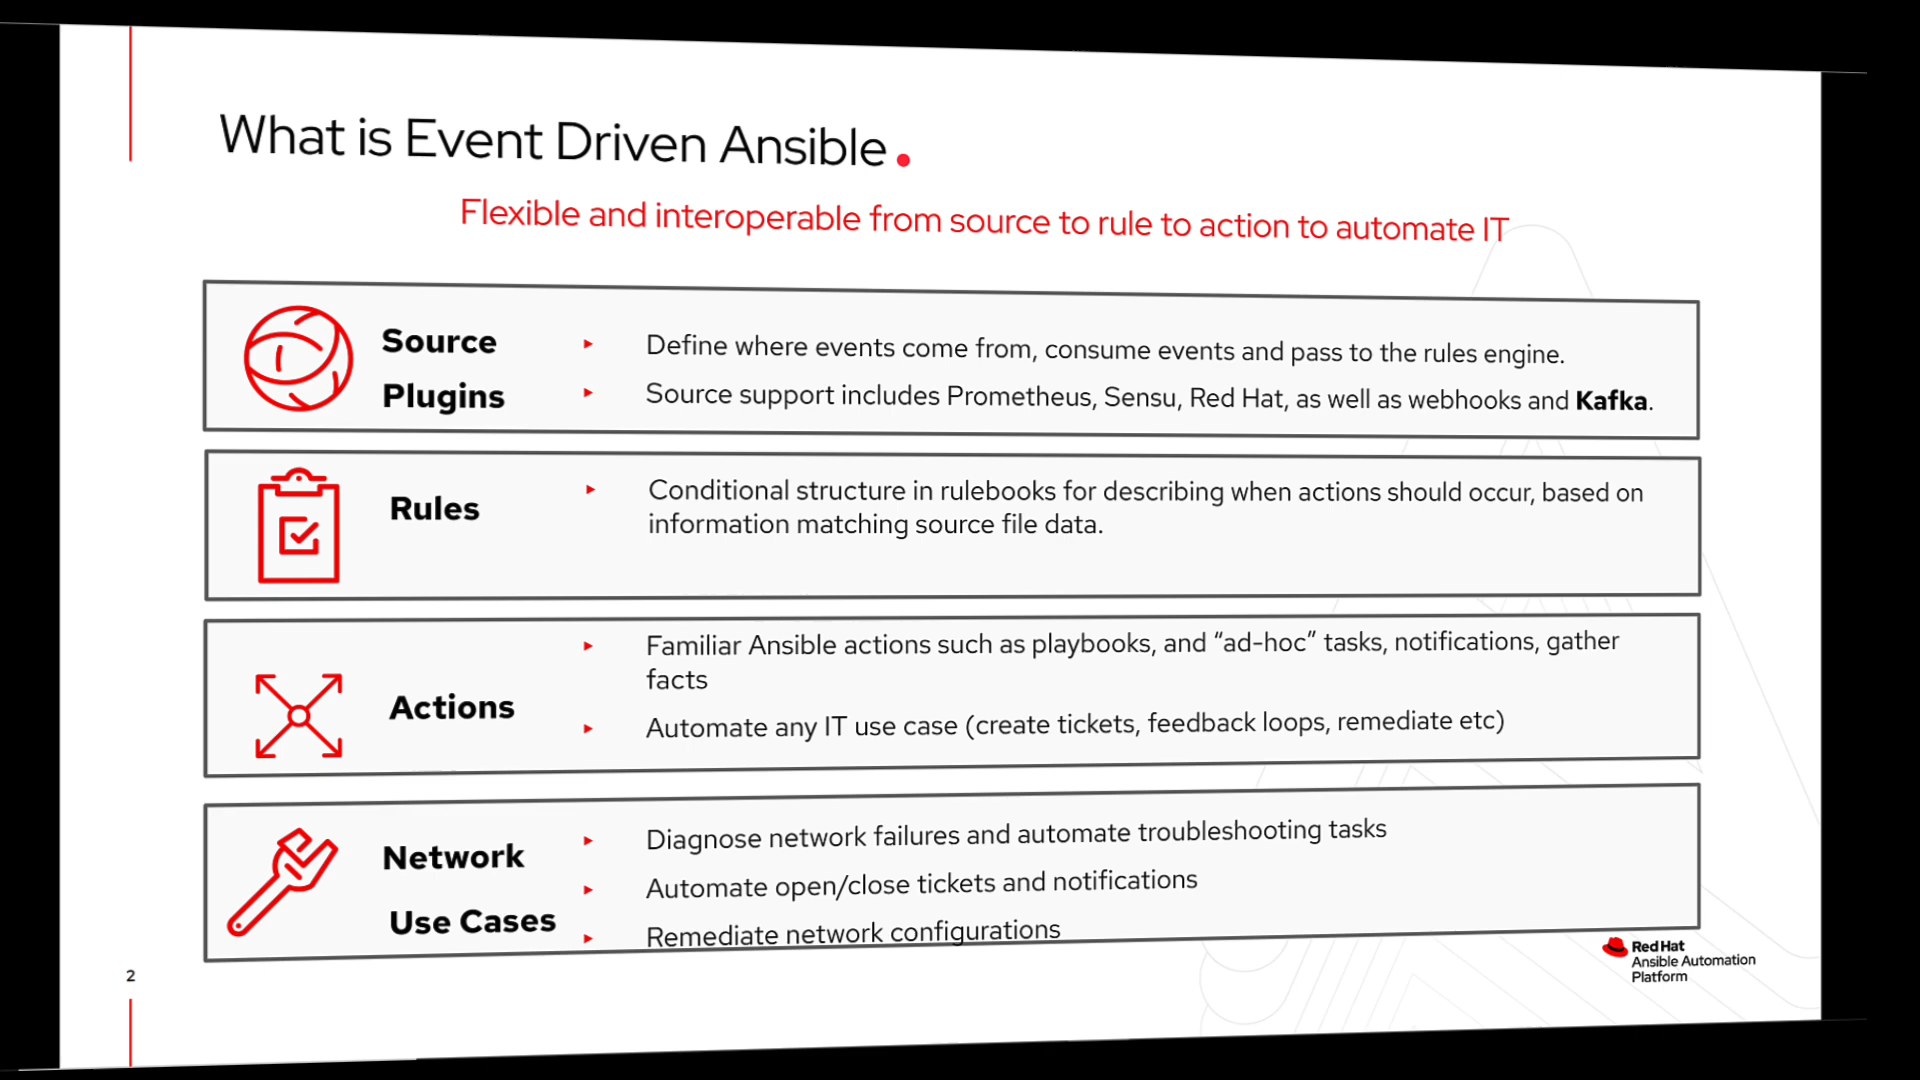 What is Event Driven Ansible.
Flexible and interoperable from source to rule to action to automate IT
Source
Plugins
Define where events come from, consume events and pass to the rules engine.
Source support includes Prometheus, Sensu, Red Hat, as well as webhooks and Kafka.
Rules
Conditional structure in rulebooks for describing when actions should occur, based on
information matching source file data.
Actions
Familiar Ansible actions such as playbooks, and “ad-hoc” tasks, notifications, gather
facts
Automate any IT use case (create tickets, feedback loops, remediate etc)
Network
Use Cases
Diagnose network failures and automate troubleshooting tasks
Automate open/close tickets and notifications
Remediate network configurations
2
Red Hat
Ansible Automation
Platform